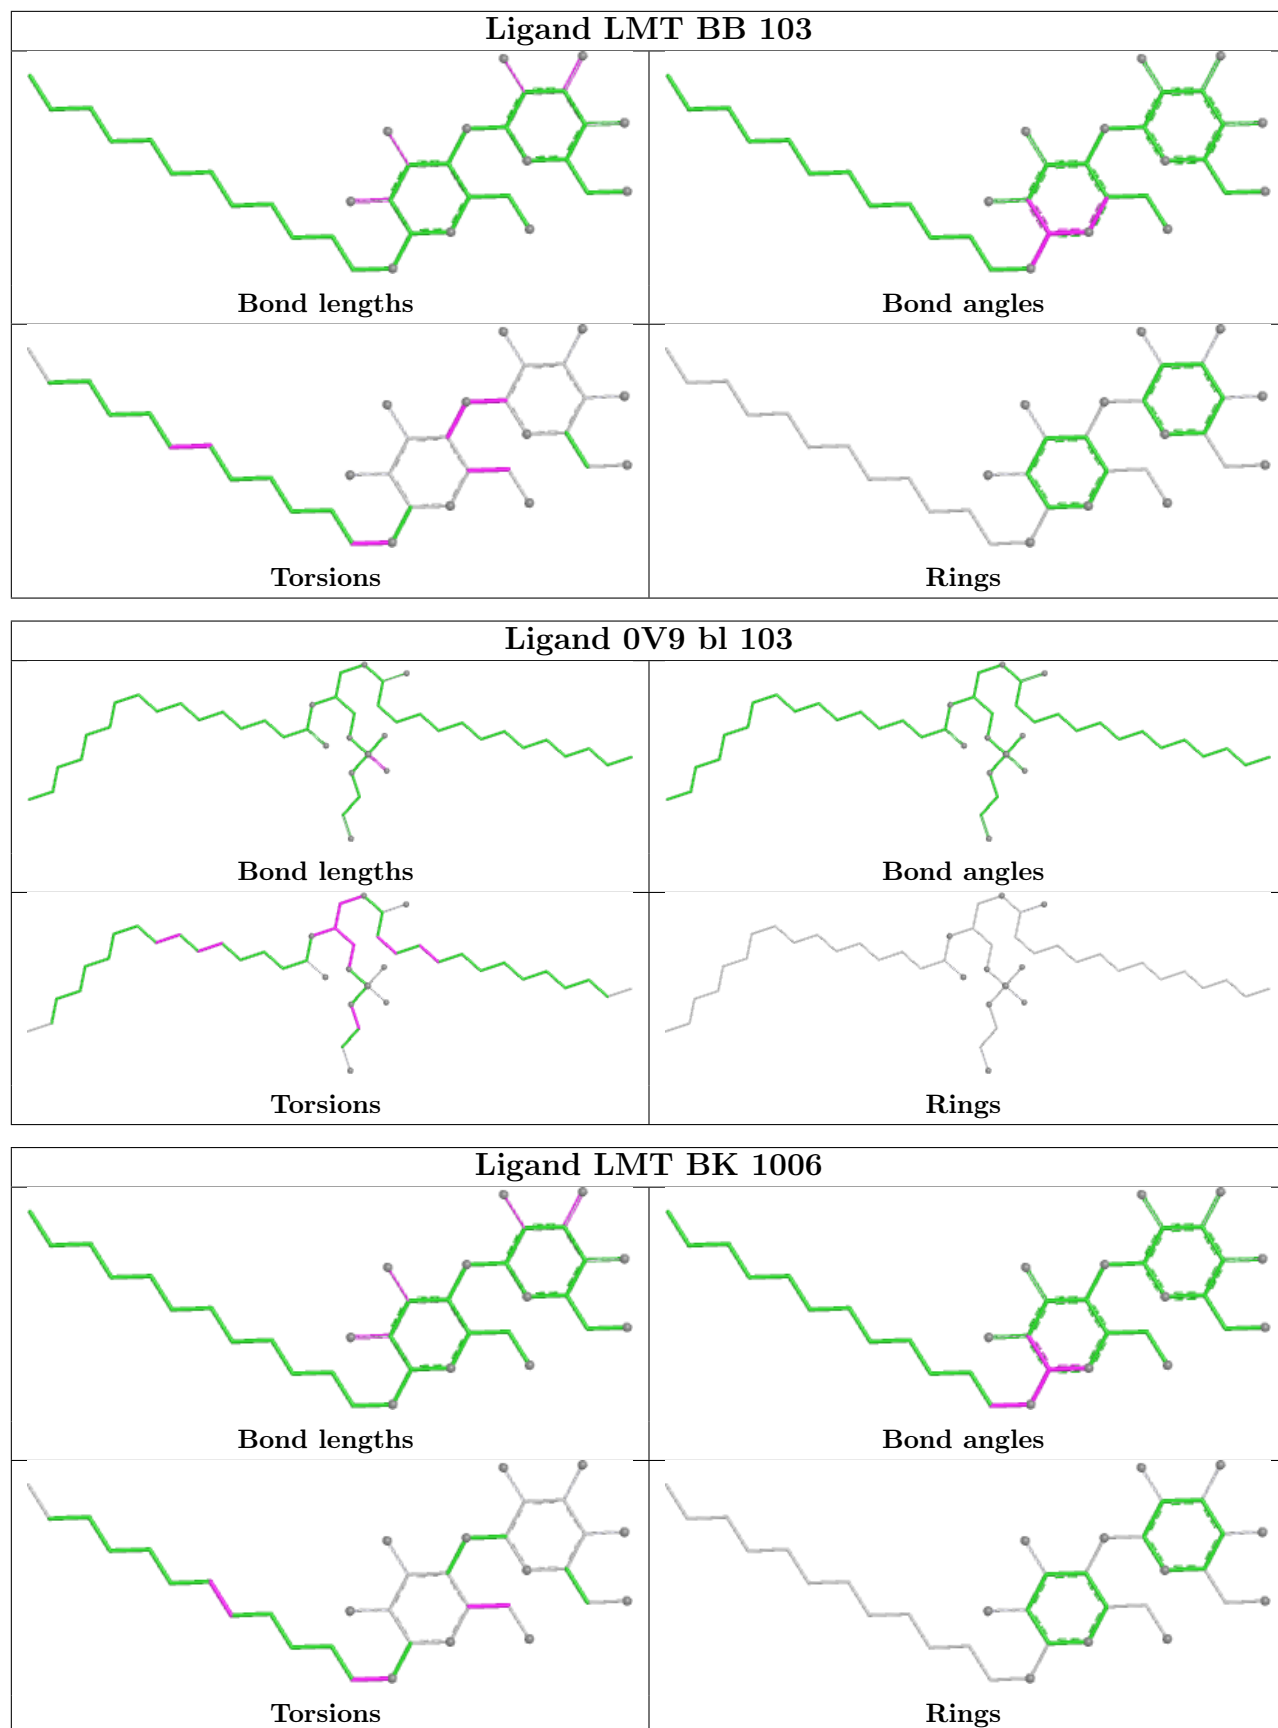 Ligand LMT BB 103
Bond lengths
Bond angles
Torsions
Rings
Ligand 0V9 bl 103
Bond lengths
Bond angles
Torsions
Rings
Ligand LMT BK 1006
Bond lengths
Bond angles
Torsions
Rings